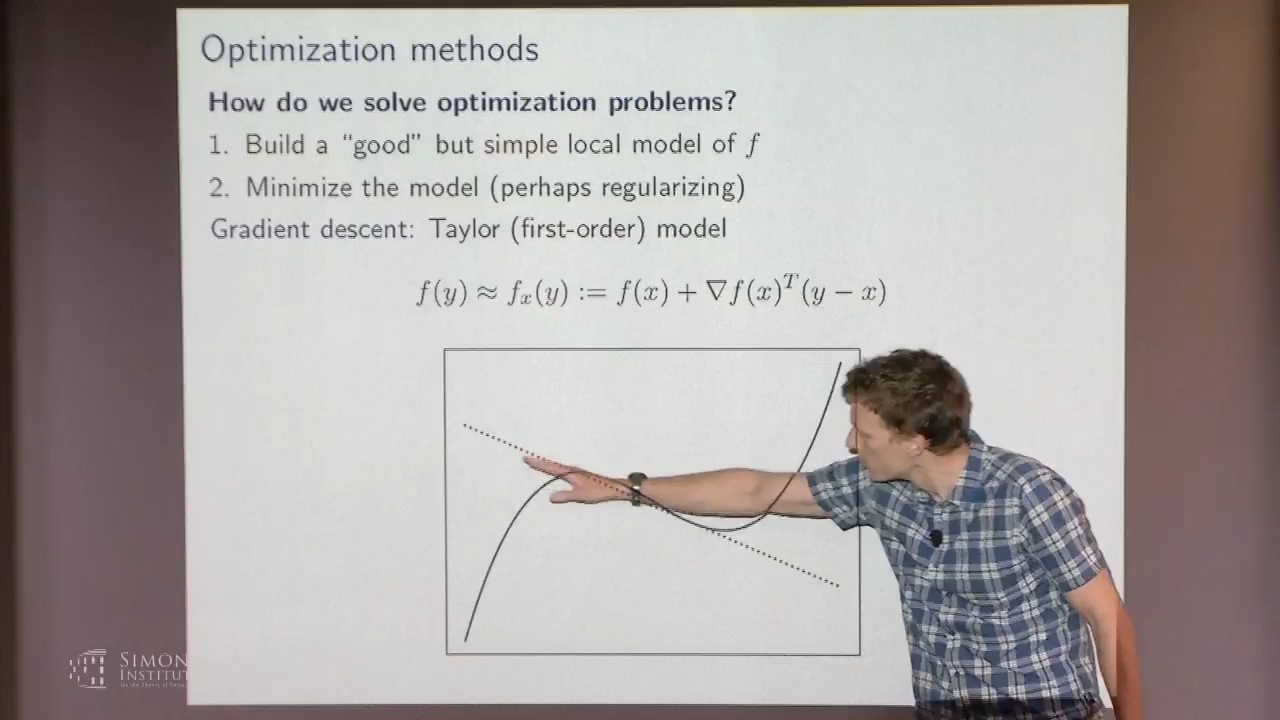 Optimization methods
How do we solve optimization problems?
1. Build a “good” but simple local model of f
2. Minimize the model (perhaps regularizing)
Gradient descent: Taylor (first-order) model
f(y) ≈ fₓ(y) := f(x) + ∇f(x)ᵀ(y − x)
SIMON
INSTITUT